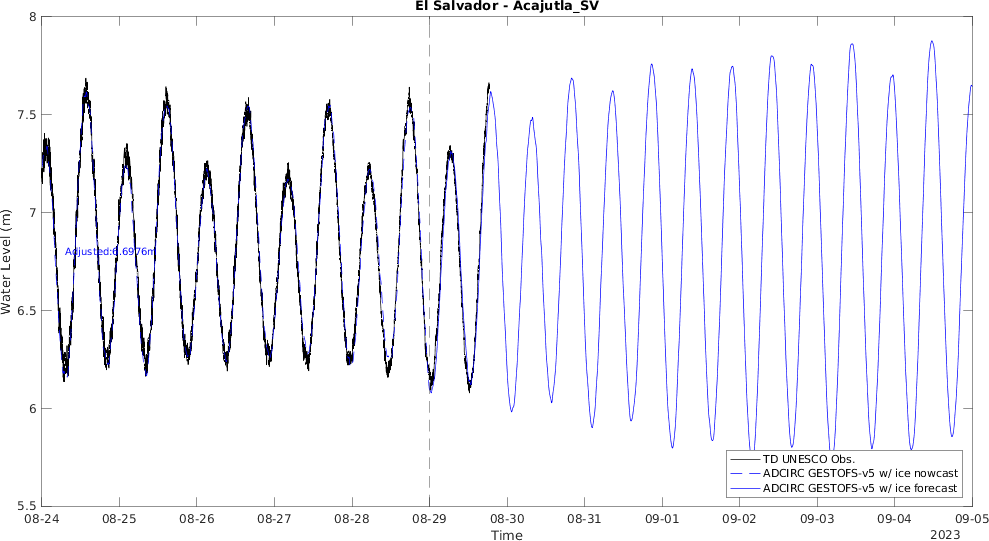 El Salvador - Acajutla_SV
8
7.5
7
6.5
6
5.5
Water Level (m)
Adjusted:6.6976m
TD UNESCO Obs.
ADCIRC GESTOFS-v5 w/ ice nowcast
ADCIRC GESTOFS-v5 w/ ice forecast
08-24 08-25 08-26 08-27 08-28 08-29 08-30 08-31 09-01 09-02 09-03 09-04 09-05
Time
2023